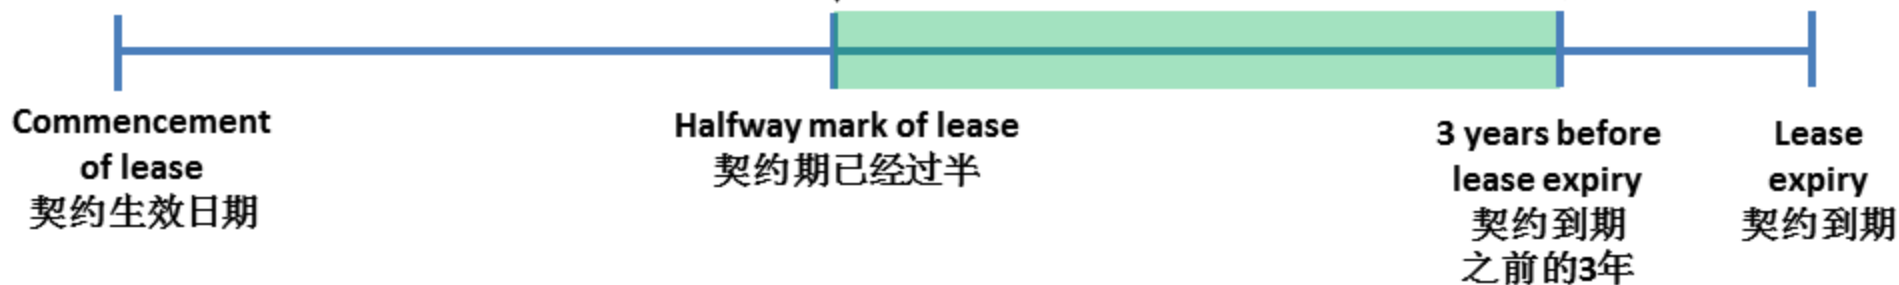 Commencement
of lease
契约生效日期
Halfway mark of lease
契约期已经过半
3 years before
lease expiry
契约到期
之前的3年
Lease
expiry
契约到期